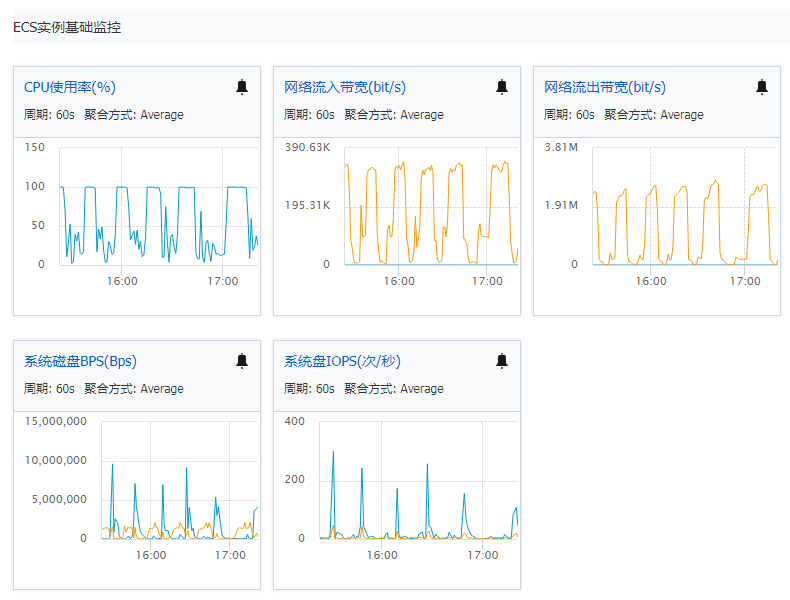 ECS实例基础监控
CPU使用率(%)
周期: 60s 聚合方式: Average
150
100
50
0
16:00
17:00
网络流入带宽(bit/s)
周期: 60s 聚合方式: Average
390.63K
195.31K
0
16:00
17:00
网络流出带宽(bit/s)
周期: 60s 聚合方式: Average
3.81M
1.91M
0
16:00
17:00
系统磁盘BPS(Bps)
周期: 60s 聚合方式: Average
15,000,000
10,000,000
5,000,000
0
16:00
17:00
系统盘IOPS(次/秒)
周期: 60s 聚合方式: Average
400
200
0
16:00
17:00